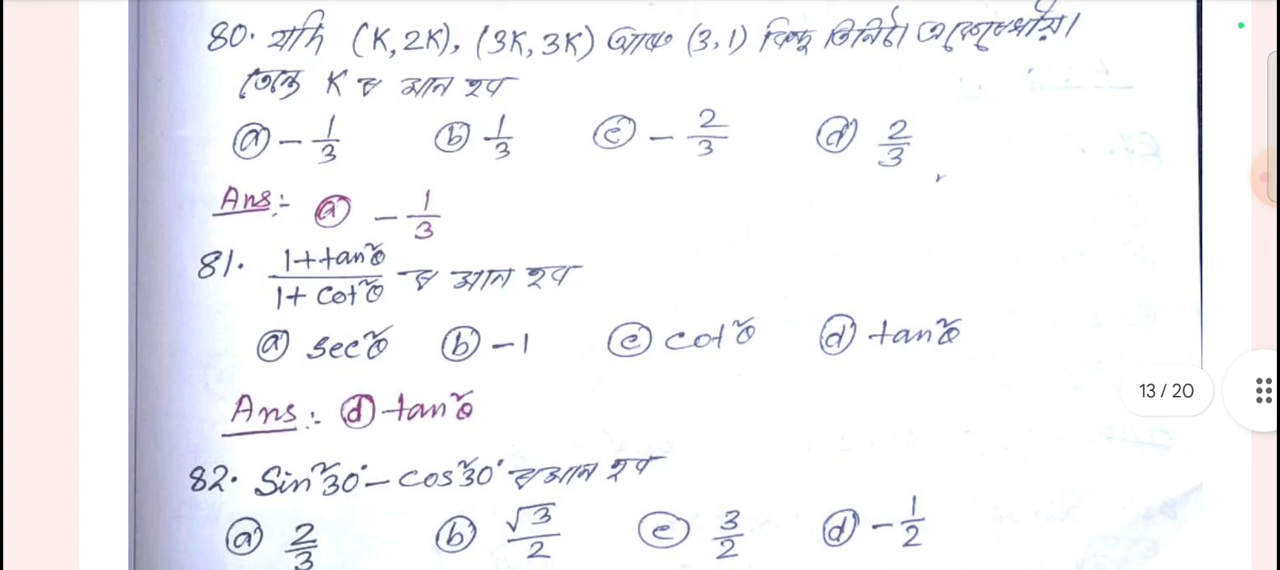 80. যদি (K, 2K), (3K, 3K) আৰু (3, 1) বিন্দু তিনিটা একেৰেখীয়।
তেন্তে K ৰ মান হ'ব
ⓐ -1/3 ⓑ 1/3 ⓒ -2/3 ⓓ 2/3
Ans:- ⓐ -1/3
81. (1+tan²θ)/(1+cot²θ) ৰ মান হ'ব
ⓐ sec²θ ⓑ -1 ⓒ cot²θ ⓓ tan²θ
Ans:- ⓓ tan²θ
82. Sin²30° - cos²30° ৰ মান হ'ব
ⓐ 2/3 ⓑ √3/2 ⓒ 3/2 ⓓ -1/2
13 / 20